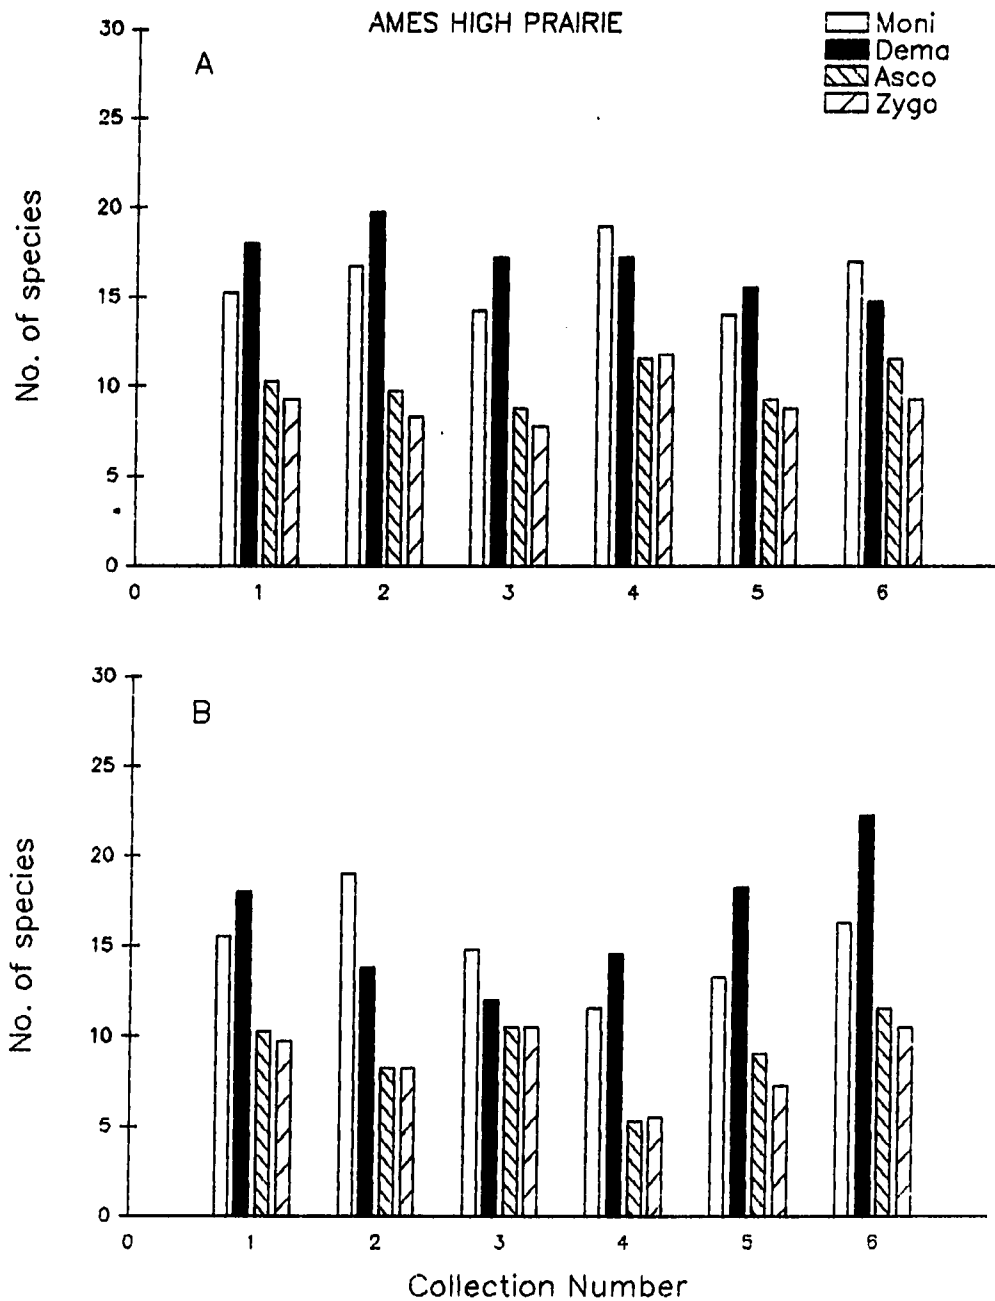 AMES HIGH PRAIRIE
Moni
Dema
Asco
Zygo
A
No. of species
30
25
20
15
10
5
0
0 1 2 3 4 5 6
B
No. of species
30
25
20
15
10
5
0
0 1 2 3 4 5 6
Collection Number